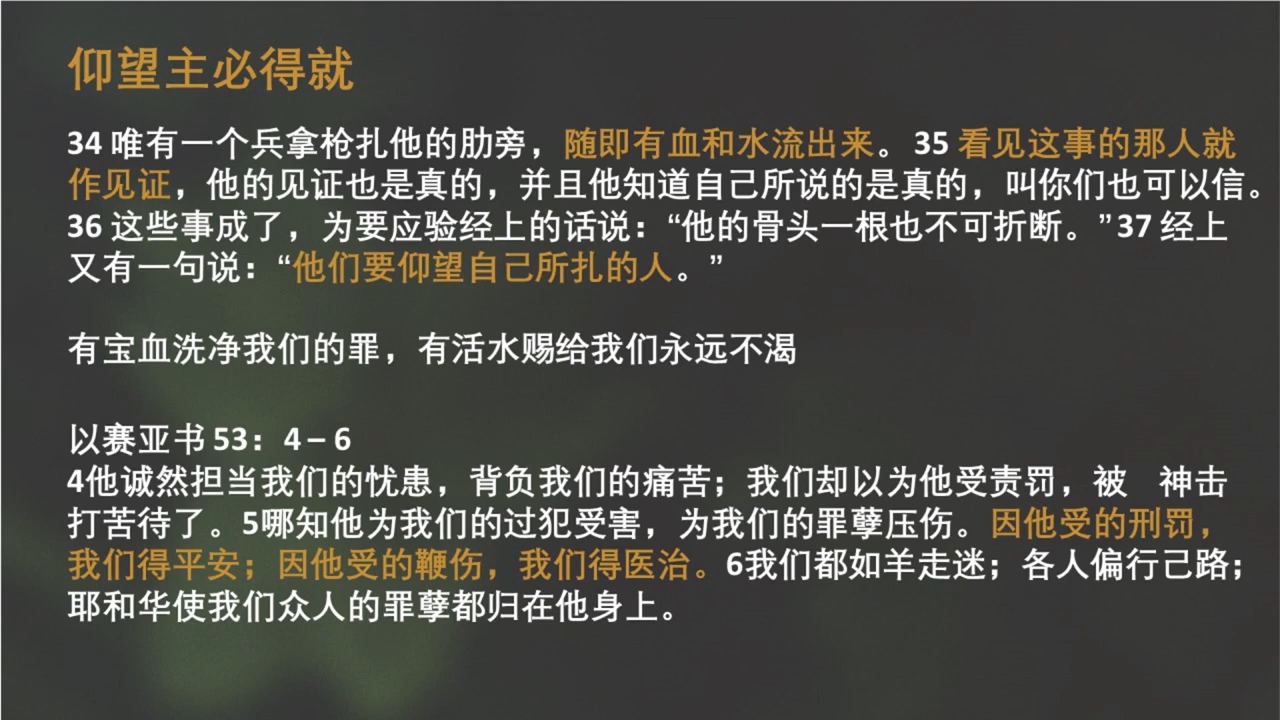 仰望主必得就
34 唯有一个兵拿枪扎他的肋旁，随即有血和水流出来。35 看见这事的那人就
作见证，他的见证也是真的，并且他知道自己所说的是真的，叫你们也可以信。
36 这些事成了，为要应验经上的话说：“他的骨头一根也不可折断。”37 经上
又有一句说：“他们要仰望自己所扎的人。”
有宝血洗净我们的罪，有活水赐给我们永远不渴
以赛亚书 53：4 – 6
4他诚然担当我们的忧患，背负我们的痛苦；我们却以为他受责罚，被　神击
打苦待了。5哪知他为我们的过犯受害，为我们的罪孽压伤。因他受的刑罚，
我们得平安；因他受的鞭伤，我们得医治。6我们都如羊走迷；各人偏行己路；
耶和华使我们众人的罪孽都归在他身上。